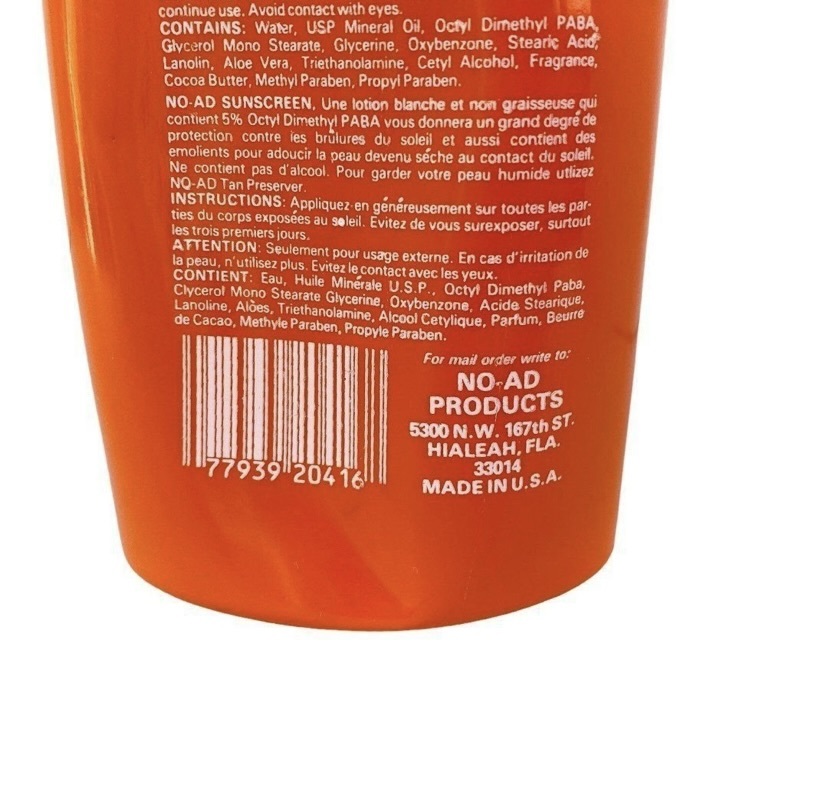 continue use. Avoid contact with eyes.
CONTAINS: Water, USP Mineral Oil, Octyl Dimethyl PABA,
Glycerol Mono Stearate, Glycerine, Oxybenzone, Stearic Acid,
Lanolin, Aloe Vera, Triethanolamine, Cetyl Alcohol, Fragrance,
Cocoa Butter, Methyl Paraben, Propyl Paraben.
NO-AD SUNSCREEN, Une lotion blanche et non graisseuse qui
contient 5% Octyl Dimethyl PABA vous donnera un grand degré de
protection contre les brûlures du soleil et aussi contient des
emolients pour adoucir la peau devenu séche au contact du soleil.
Ne contient pas d'alcool. Pour garder votre peau humide utlizez
NO-AD Tan Preserver.
INSTRUCTIONS: Appliquez-en généreusement sur toutes les par-
ties du corps exposées au soleil. Evitez de vous surexposer, surtout
les trois premiers jours.
ATTENTION: Seulement pour usage externe. En cas d'irritation de
la peau, n'utilisez plus. Evitez le contact avec les yeux.
CONTIENT: Eau, Huile Minérale U.S.P., Octyl Dimethyl Paba,
Glycerol Mono Stearate Glycerine, Oxybenzone, Acide Stearique,
Lanoline, Aloes, Triethanolamine, Alcool Cetylique, Parfum, Beurre
de Cacao, Methyle Paraben, Propyle Paraben.
For mail order write to:
NO-AD
PRODUCTS
5300 N.W. 167th ST.
HIALEAH, FLA.
33014
MADE IN U.S.A.
77939 20416